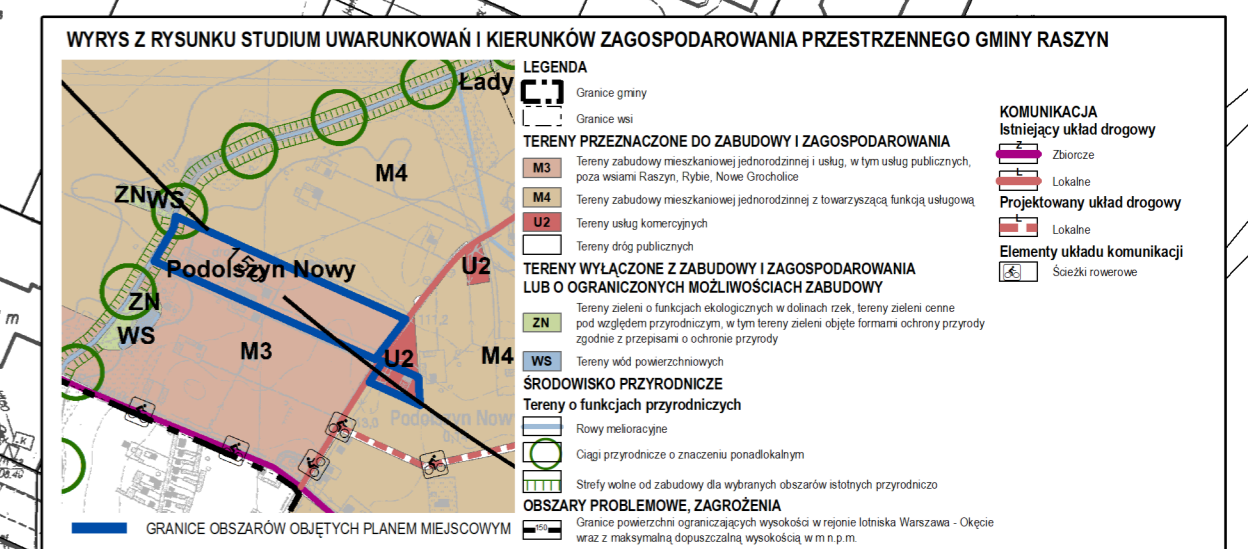 WYRYS Z RYSUNKU STUDIUM UWARUNKOWAŃ I KIERUNKÓW ZAGOSPODAROWANIA PRZESTRZENNEGO GMINY RASZYN
Łady
M4
ZN
WS
Podolszyn Nowy
U2
111,2
ZN
WS
M3
U2
M4
Podolszyn Now
m
GRANICE OBSZARÓW OBJĘTYCH PLANEM MIEJSCOWYM
LEGENDA
Granice gminy
Granice wsi
TERENY PRZEZNACZONE DO ZABUDOWY I ZAGOSPODAROWANIA
M3
Tereny zabudowy mieszkaniowej jednorodzinnej i usług, w tym usług publicznych,
poza wsiami Raszyn, Rybie, Nowe Grocholice
M4
Tereny zabudowy mieszkaniowej jednorodzinnej z towarzyszącą funkcją usługową
U2
Tereny usług komercyjnych
Tereny dróg publicznych
TERENY WYŁĄCZONE Z ZABUDOWY I ZAGOSPODAROWANIA
LUB O OGRANICZONYCH MOŻLIWOŚCIACH ZABUDOWY
ZN
Tereny zieleni o funkcjach ekologicznych w dolinach rzek, tereny zieleni cenne
pod względem przyrodniczym, w tym tereny zieleni objęte formami ochrony przyrody
zgodnie z przepisami o ochronie przyrody
WS
Tereny wód powierzchniowych
ŚRODOWISKO PRZYRODNICZE
Tereny o funkcjach przyrodniczych
Rowy melioracyjne
Ciągi przyrodnicze o znaczeniu ponadlokalnym
Strefy wolne od zabudowy dla wybranych obszarów istotnych przyrodniczo
OBSZARY PROBLEMOWE, ZAGROŻENIA
150
Granice powierzchni ograniczających wysokości w rejonie lotniska Warszawa - Okęcie
wraz z maksymalną dopuszczalną wysokością w m n.p.m.
KOMUNIKACJA
Istniejący układ drogowy
Z
Zbiorcze
L
Lokalne
Projektowany układ drogowy
L
Lokalne
Elementy układu komunikacji
Ścieżki rowerowe